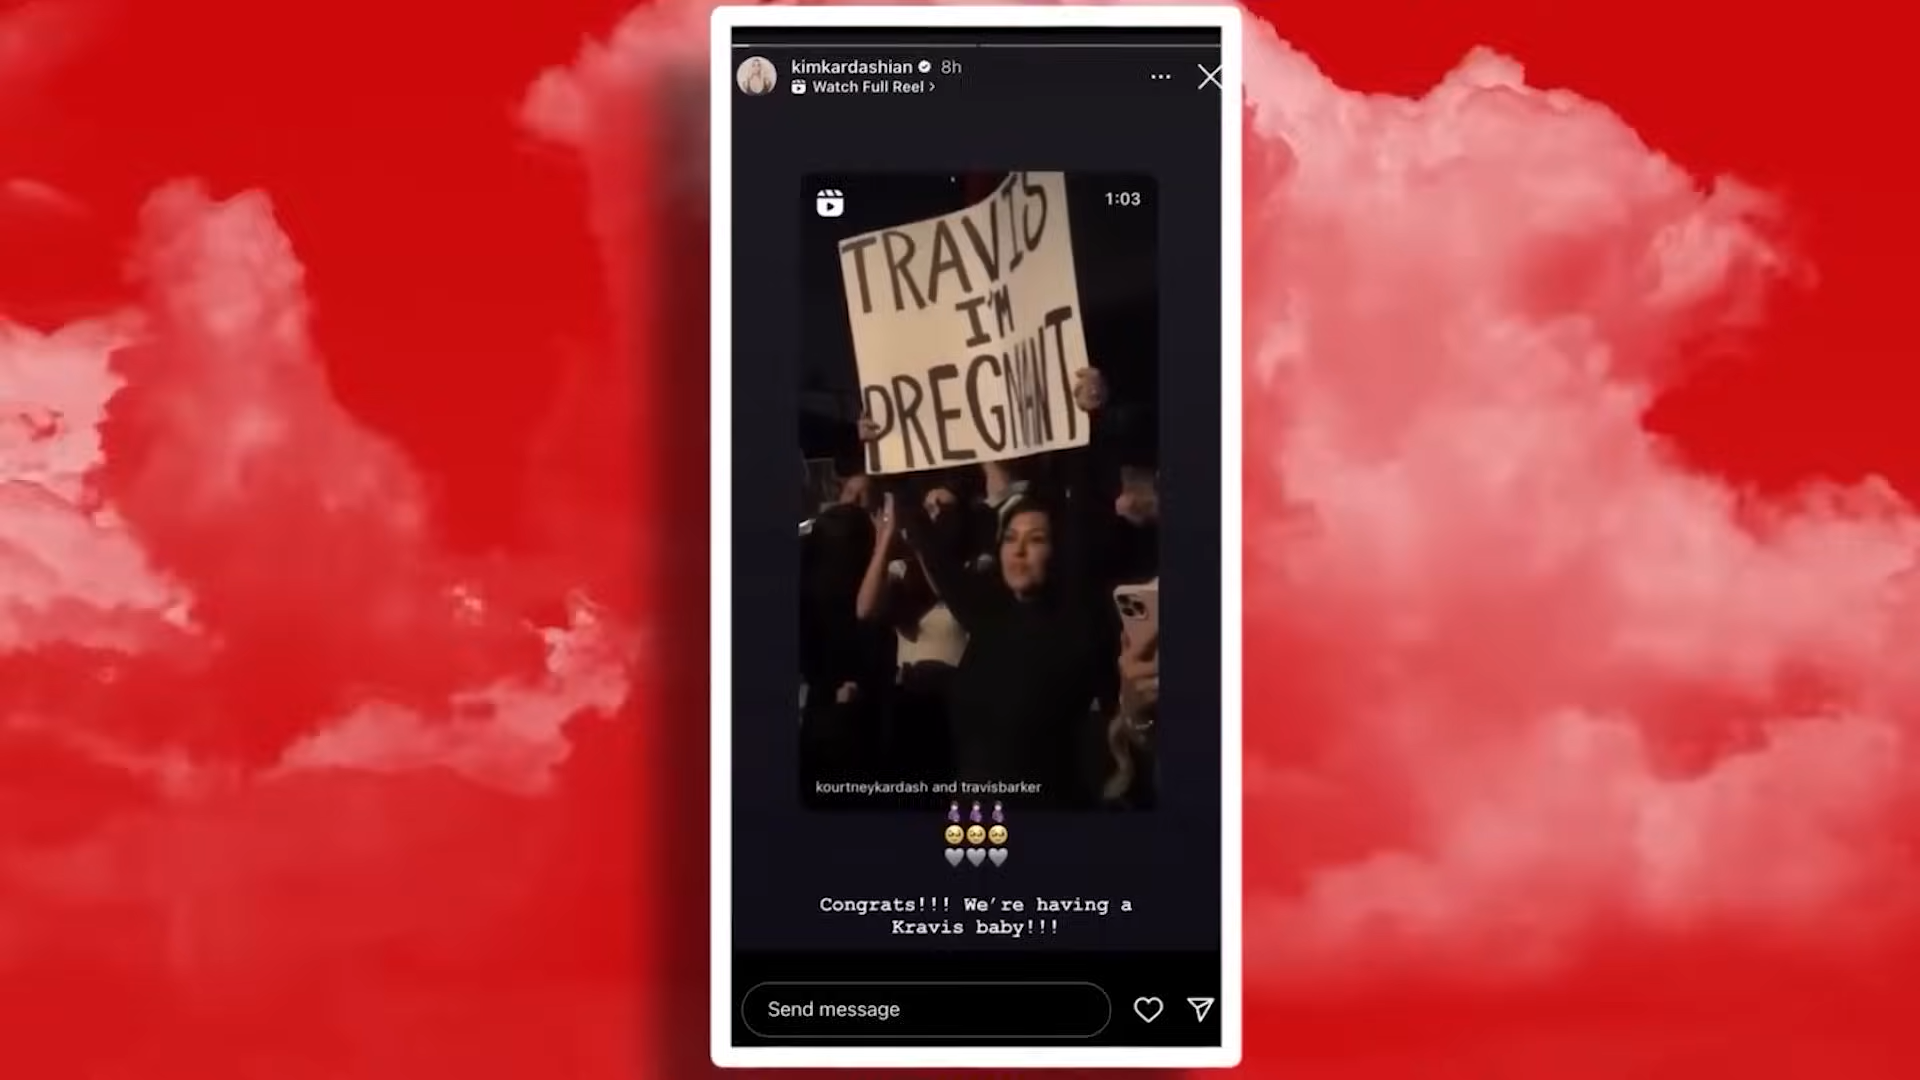 kimkardashian 8h
Watch Full Reel >
1:03
TRAVIS
I'M
PREGNANT
kourtneykardash and travisbarker
Congrats!!! We're having a
Kravis baby!!!
Send message